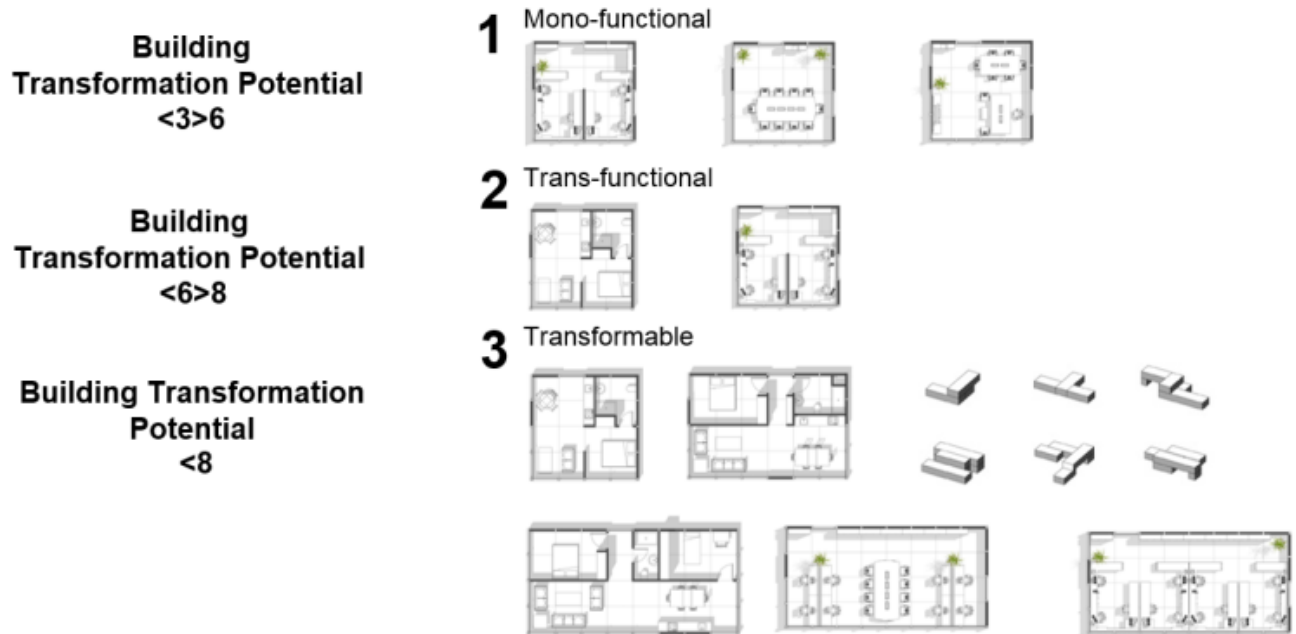 Building
Transformation Potential
<3>6
1 Mono-functional
Building
Transformation Potential
<6>8
2 Trans-functional
Building Transformation
Potential
<8
3 Transformable